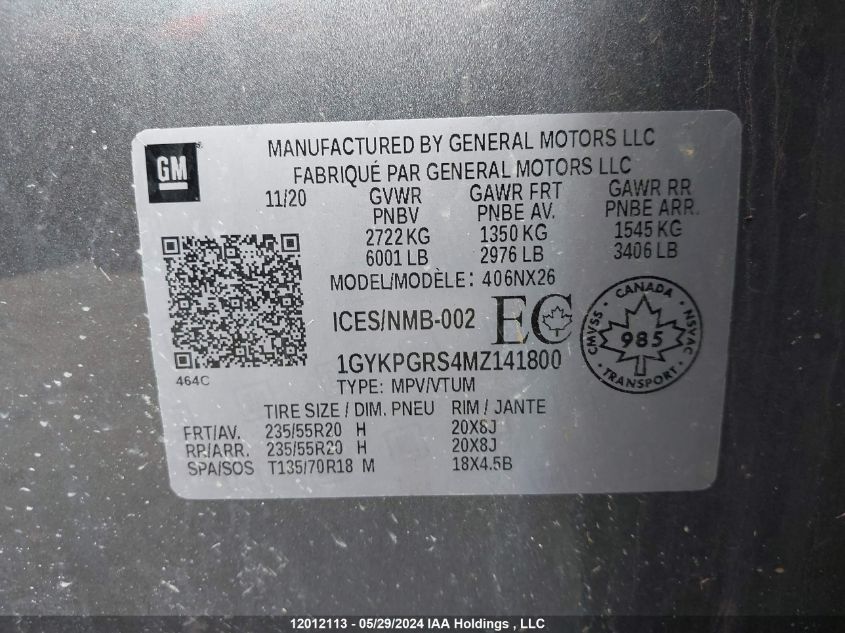 GM
MANUFACTURED BY GENERAL MOTORS LLC
FABRIQUÉ PAR GENERAL MOTORS LLC
11/20 GVWR GAWR FRT GAWR RR
PNBV PNBE AV. PNBE ARR.
2722 KG 1350 KG 1545 KG
6001 LB 2976 LB 3406 LB
MODEL/MODÈLE: 406NX26
ICES/NMB-002 EC
CANADA
CMVSS 985 NSVAC
TRANSPORT
1GYKPGRS4MZ141800
464C
TYPE: MPV/VTUM
TIRE SIZE / DIM. PNEU RIM / JANTE
FRT/AV. 235/55R20 H 20X8J
RR/ARR. 235/55R20 H 20X8J
SPA/SOS T135/70R18 M 18X4.5B
12012113 - 05/29/2024 IAA Holdings , LLC